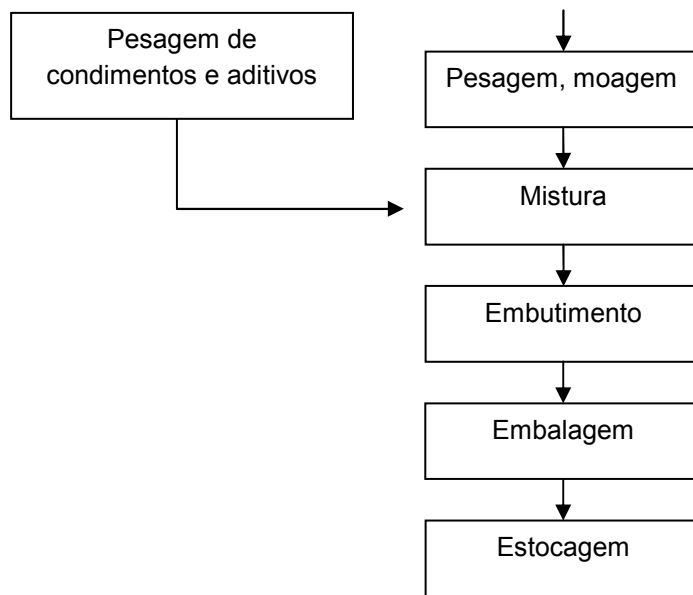 Pesagem de
condimentos e aditivos
Pesagem, moagem
Mistura
Embutimento
Embalagem
Estocagem